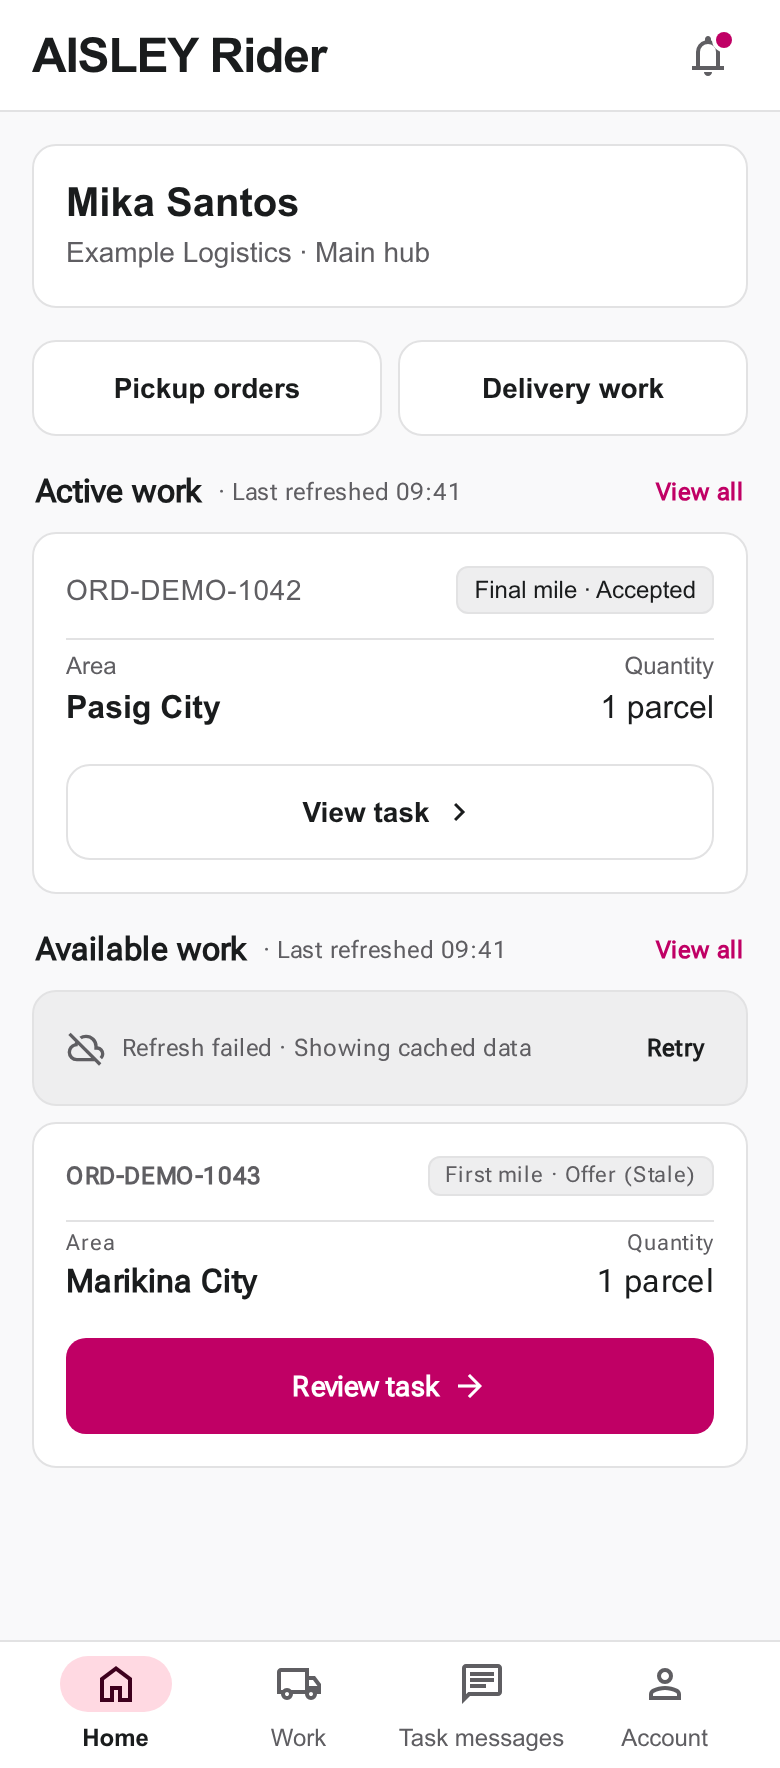 AISLEY Rider
Mika Santos
Example Logistics · Main hub
Pickup orders
Delivery work
Active work · Last refreshed 09:41
View all
ORD-DEMO-1042
Final mile · Accepted
Area
Quantity
Pasig City
1 parcel
View task
Available work · Last refreshed 09:41
View all
Refresh failed · Showing cached data
Retry
ORD-DEMO-1043
First mile · Offer (Stale)
Area
Quantity
Marikina City
1 parcel
Review task
Home
Work
Task messages
Account